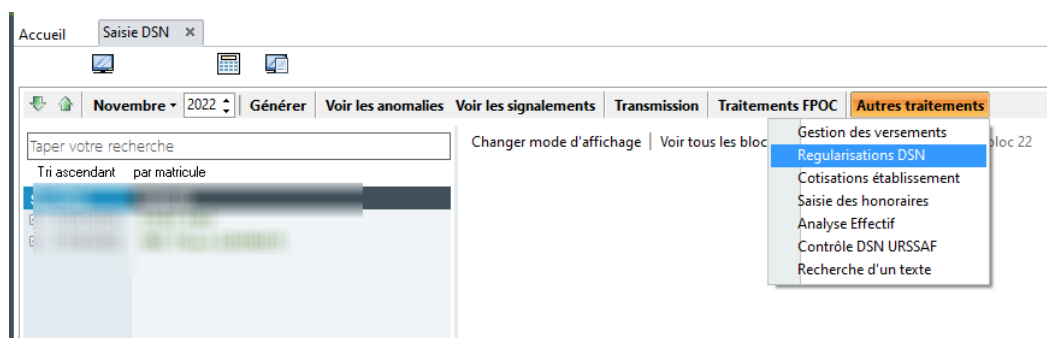 Accueil Saisie DSN ×
Novembre 2022 Générer Voir les anomalies Voir les signalements Transmission Traitements FPOC Autres traitements
Taper votre recherche
Changer mode d'affichage Voir tous les bloc bloc 22
Tri ascendant par matricule
Gestion des versements
Regularisations DSN
Cotisations établissement
Saisie des honoraires
Analyse Effectif
Contrôle DSN URSSAF
Recherche d'un texte